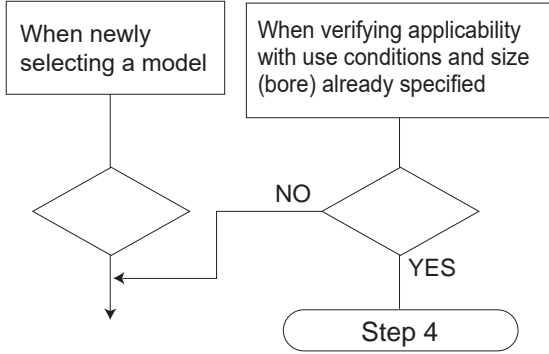 When newly
selecting a model
When verifying applicability
with use conditions and size
(bore) already specified
NO
YES
Step 4